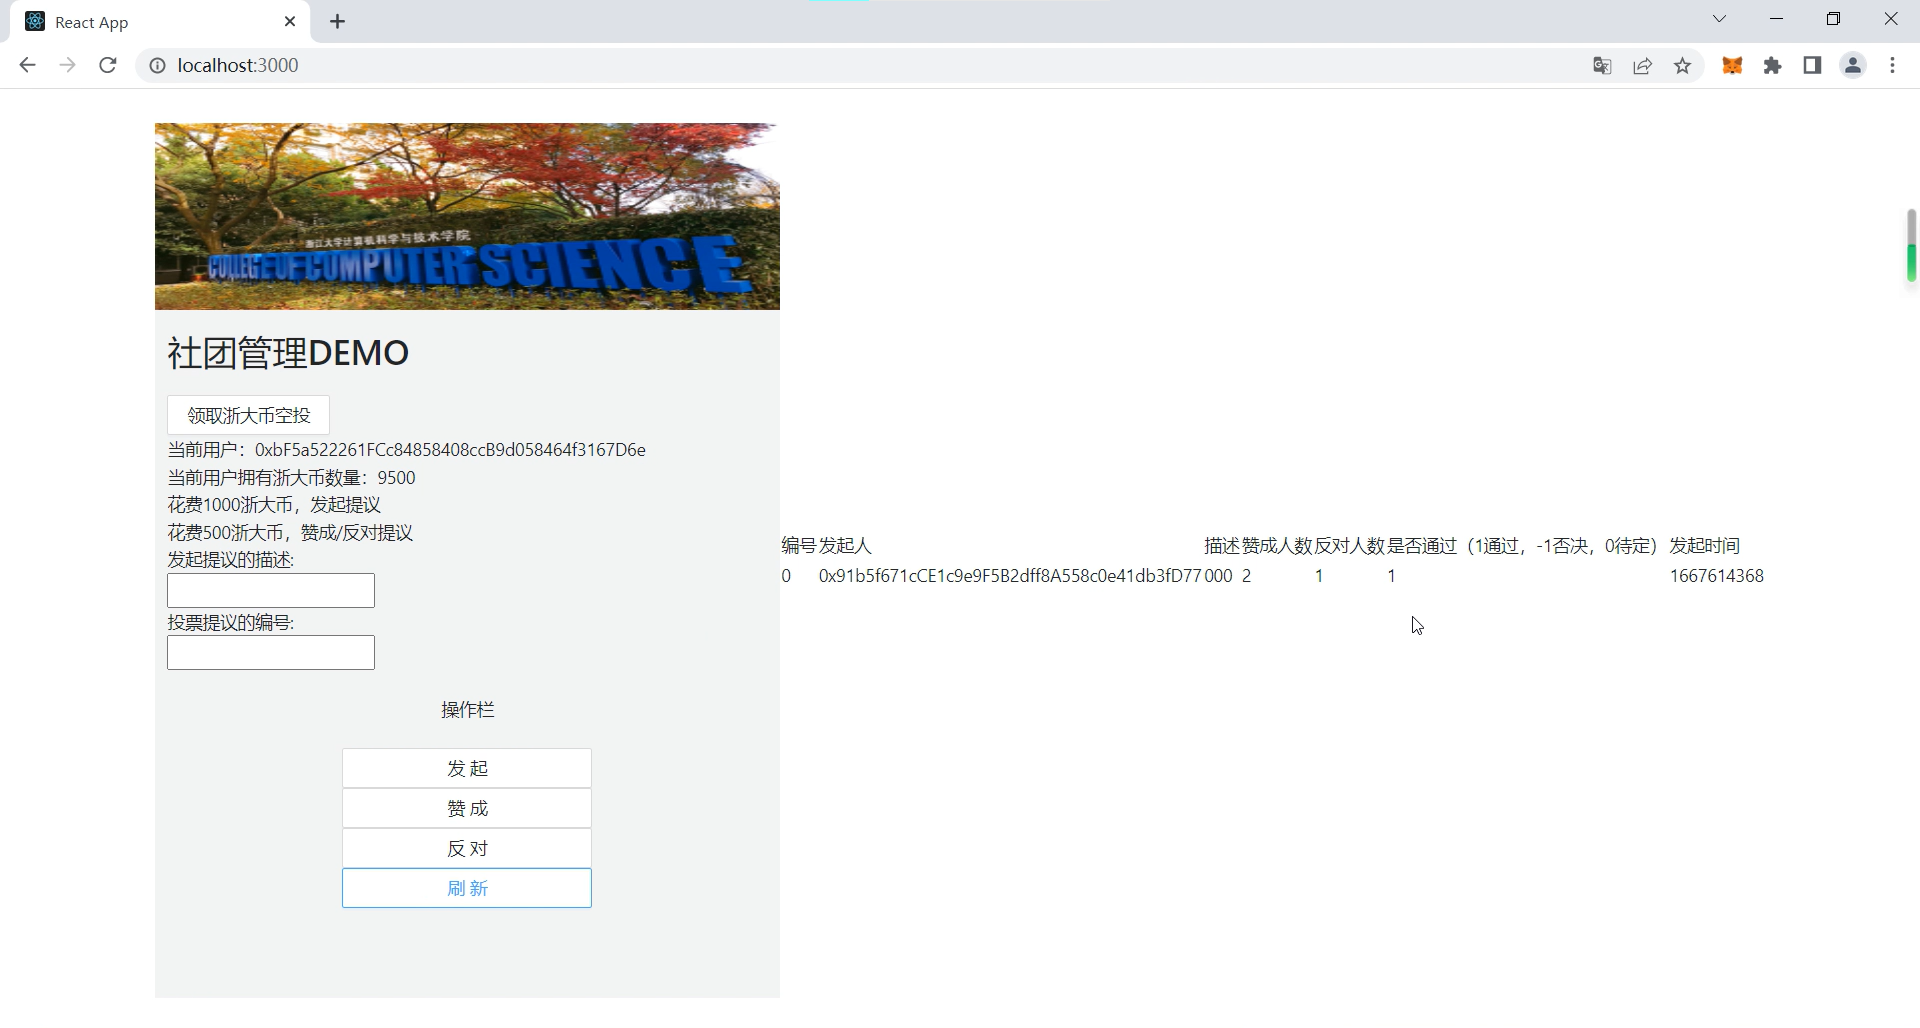 React App
localhost:3000
浙江大学计算机科学与技术学院
COLLEGE OF COMPUTER SCIENCE
社团管理DEMO
领取浙大币空投
当前用户：0xbF5a522261FCc84858408ccB9d058464f3167D6e
当前用户拥有浙大币数量：9500
花费1000浙大币，发起提议
花费500浙大币，赞成/反对提议
发起提议的描述:
投票提议的编号:
操作栏
发 起
赞 成
反 对
刷 新
编号 发起人 描述 赞成人数 反对人数 是否通过（1通过，-1否决，0待定） 发起时间
0 0x91b5f671cCE1c9e9F5B2dff8A558c0e41db3fD77 000 2 1 1 1667614368